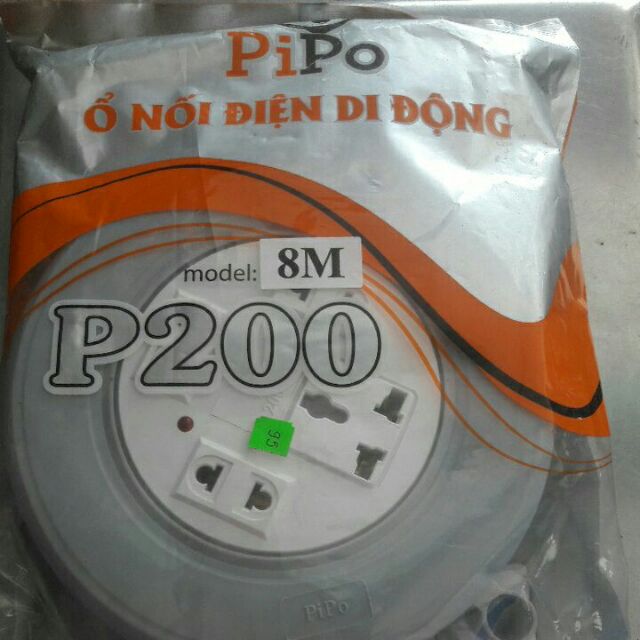 PiPo
Ổ NỐI ĐIỆN DI ĐỘNG
model: 8M
P200
95
PiPo